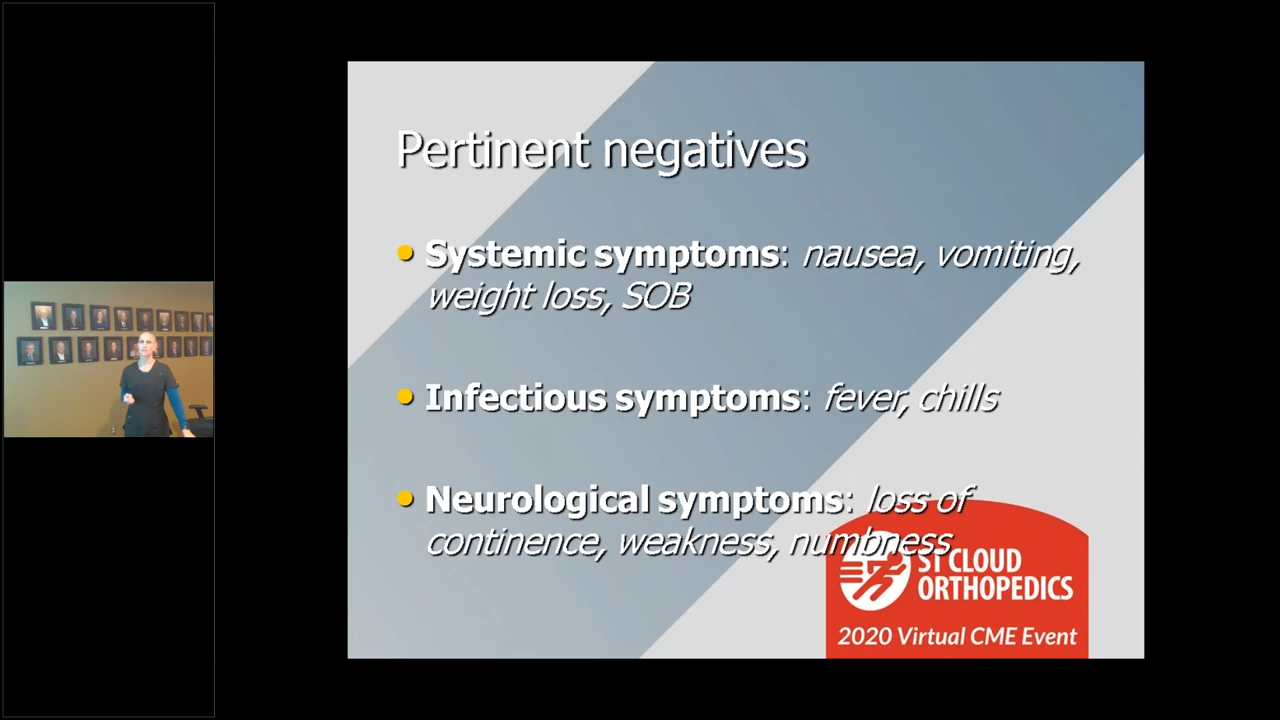 Pertinent negatives
Systemic symptoms: nausea, vomiting,
weight loss, SOB
Infectious symptoms: fever, chills
Neurological symptoms: loss of
continence, weakness, numbness
ST CLOUD
ORTHOPEDICS
2020 Virtual CME Event